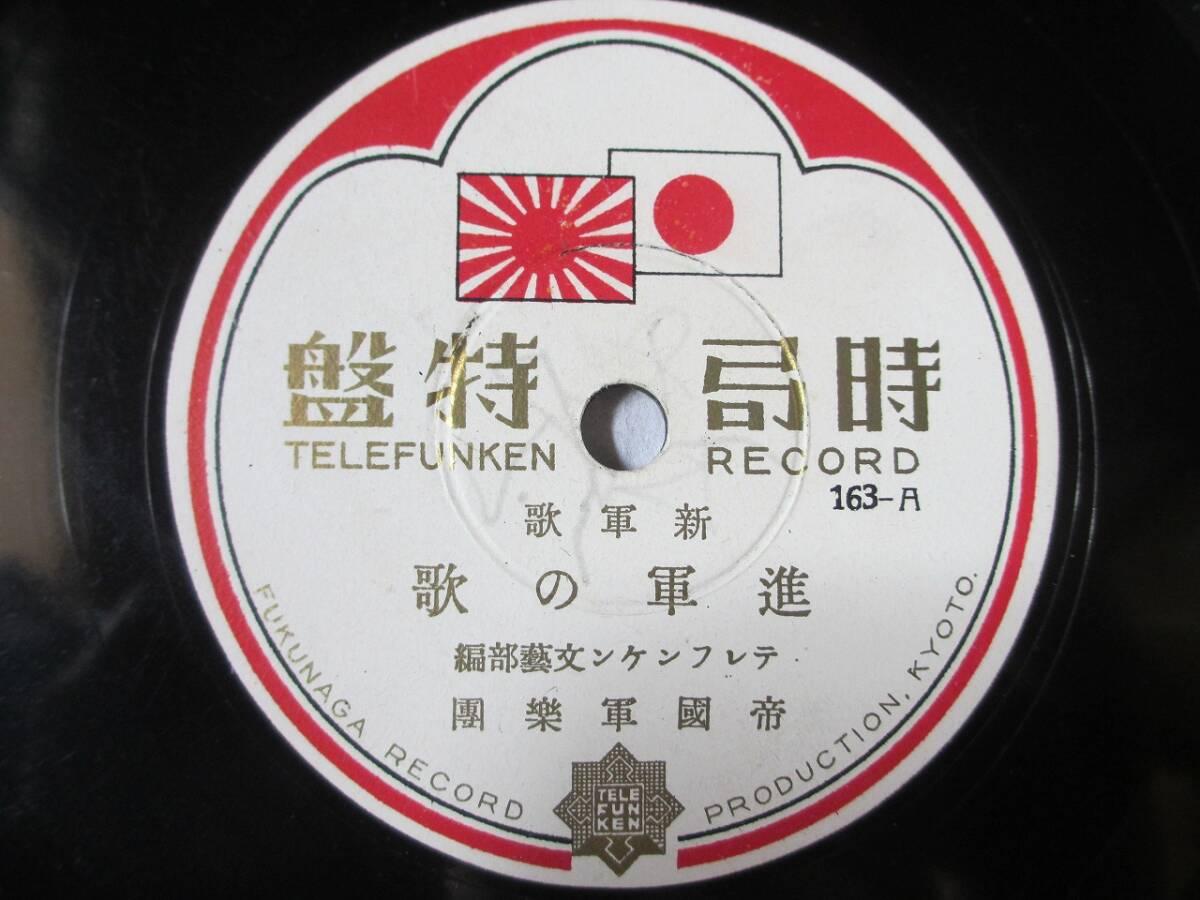 時局 特盤
TELEFUNKEN RECORD
163-A
新軍歌
進軍の歌
テレフンケン文藝部編
帝國軍樂團
FUKUNAGA RECORD PRODUCTION, KYOTO.
TELE
FUN
KEN